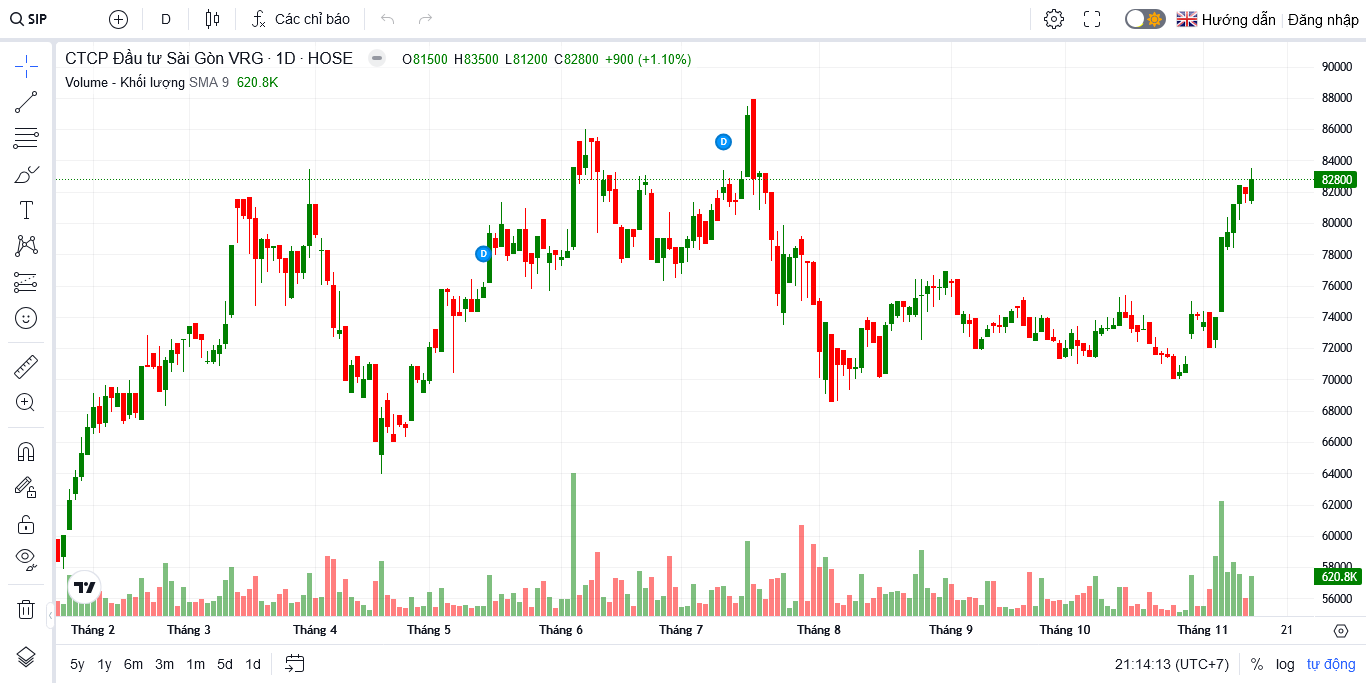 SIP D Các chỉ báo Hướng dẫn Đăng nhập
CTCP Đầu tư Sài Gòn VRG · 1D · HOSE O81500 H83500 L81200 C82800 +900 (+1.10%)
Volume - Khối lượng SMA 9 620.8K
90000
88000
86000
84000
82800
82000
80000
78000
76000
74000
72000
70000
68000
66000
64000
62000
60000
58000
620.8K
56000
D
D
Tháng 2 Tháng 3 Tháng 4 Tháng 5 Tháng 6 Tháng 7 Tháng 8 Tháng 9 Tháng 10 Tháng 11 21
5y 1y 6m 3m 1m 5d 1d 21:14:13 (UTC+7) % log tự động